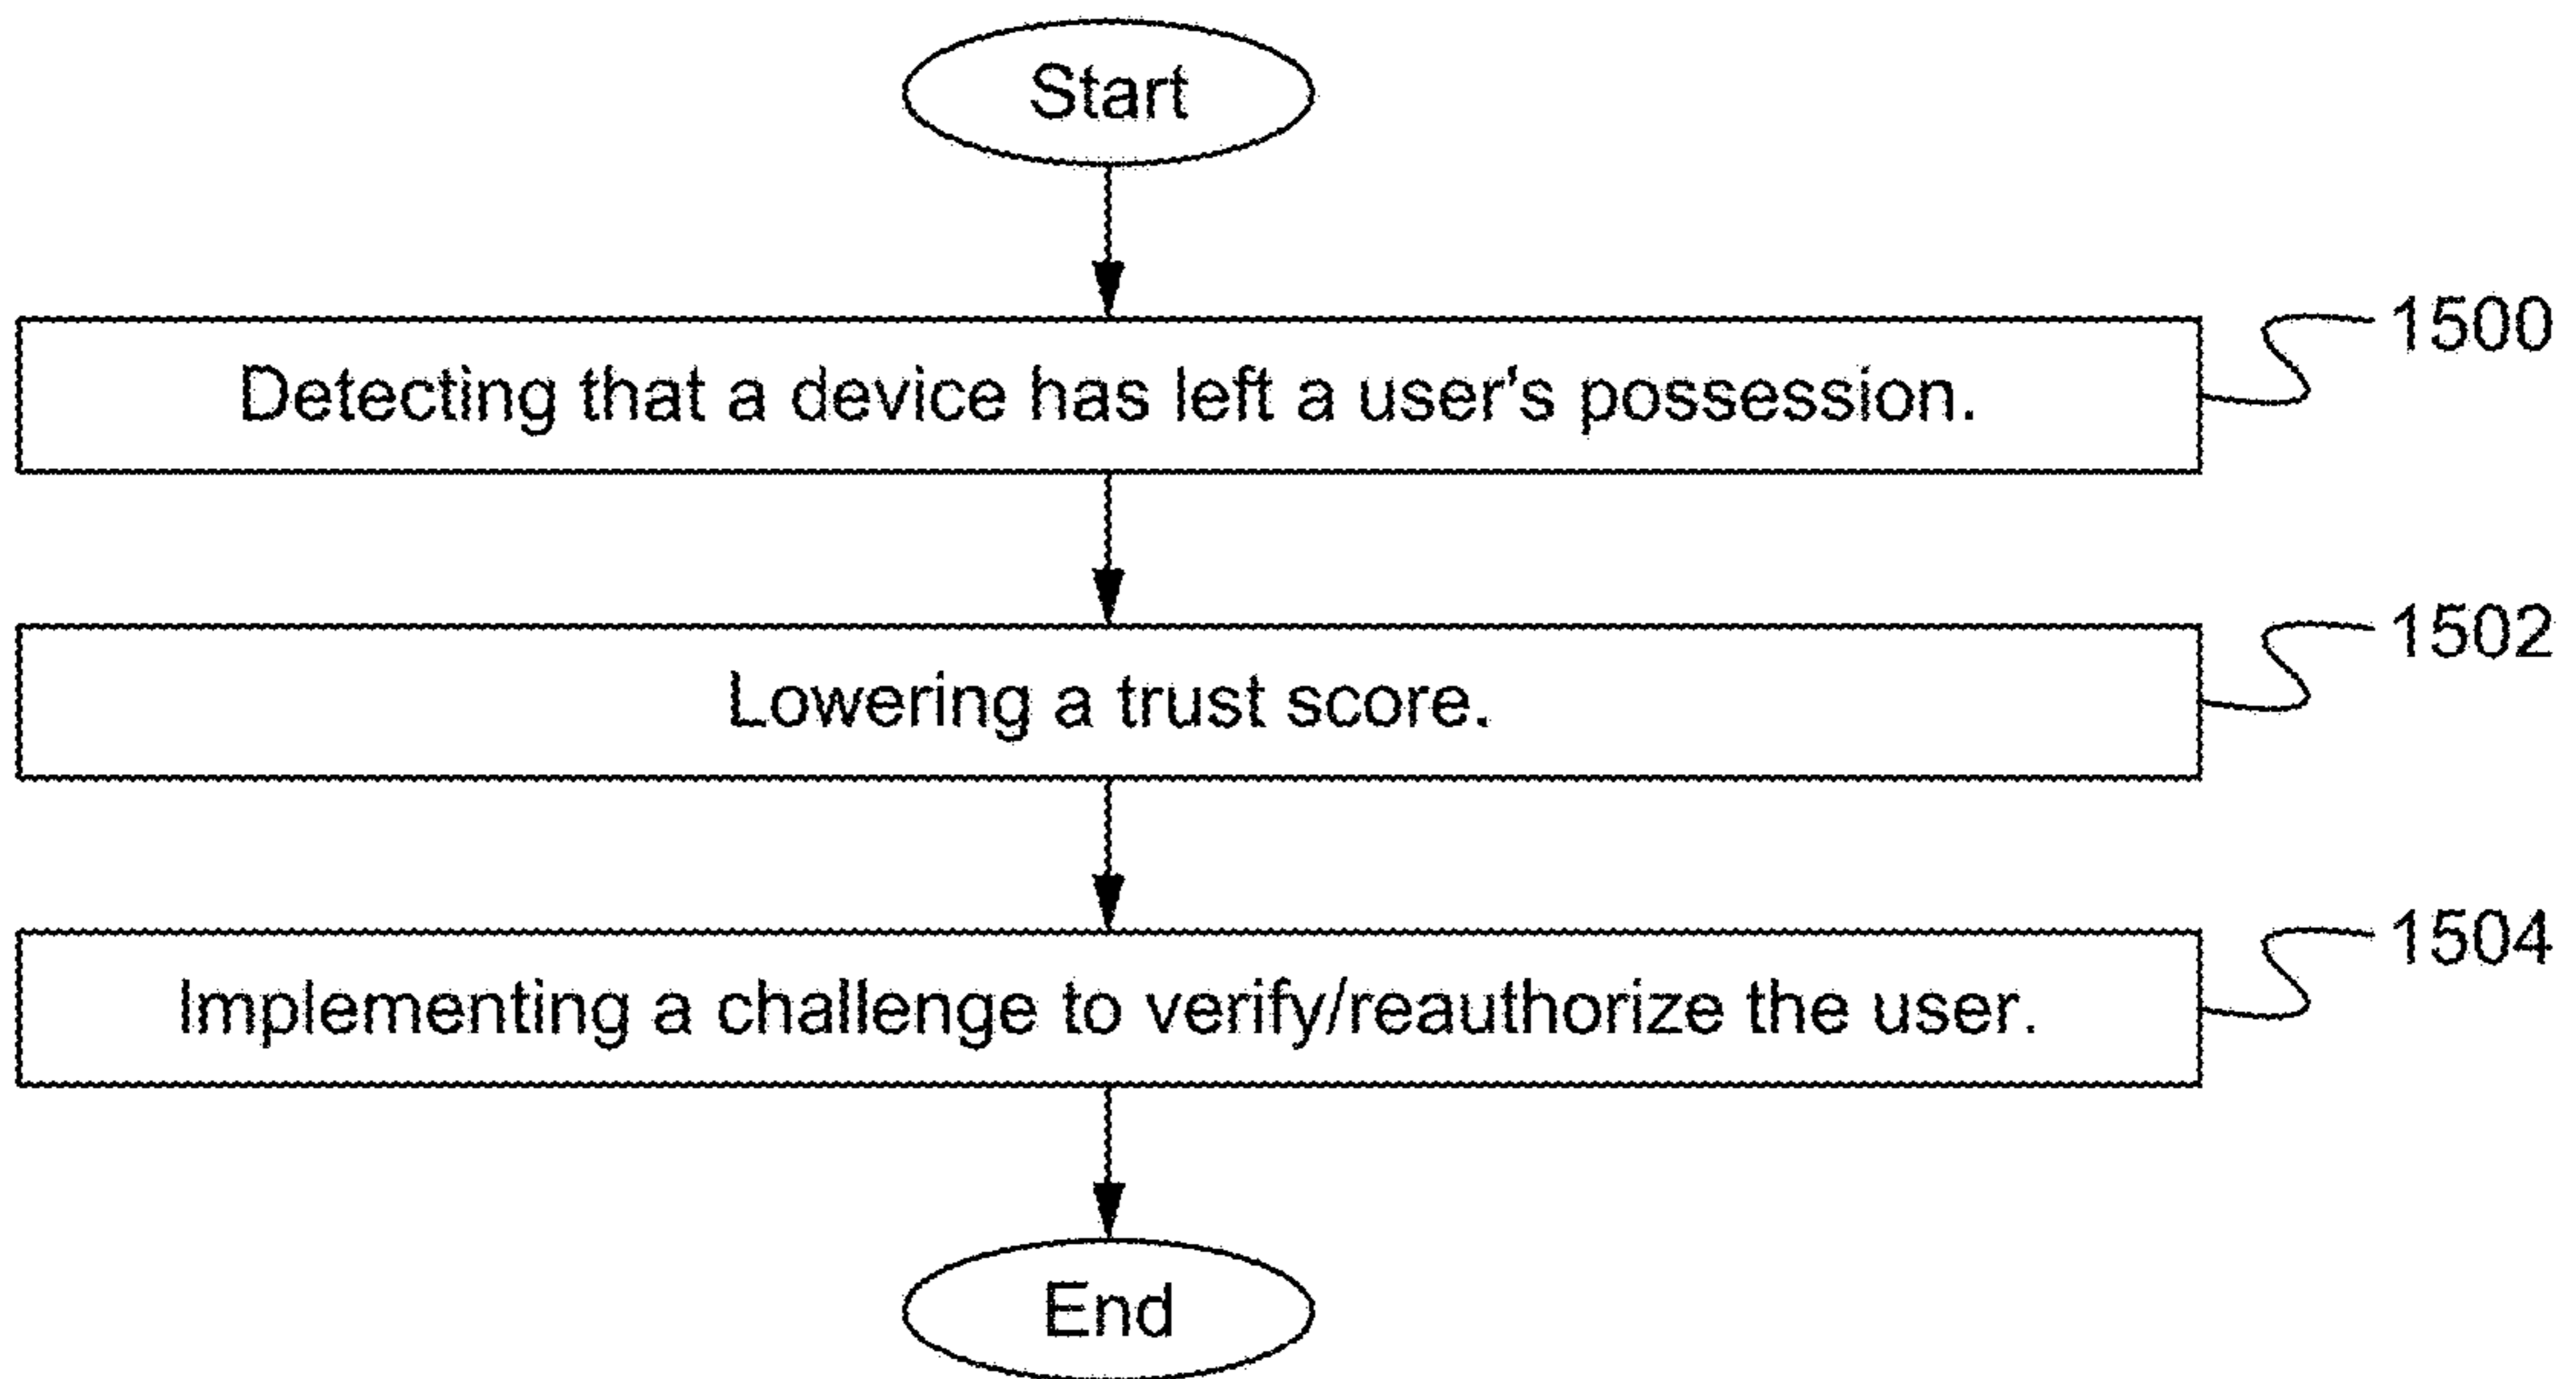 Start
Detecting that a device has left a user's possession.
1500
Lowering a trust score.
1502
Implementing a challenge to verify/reauthorize the user.
1504
End